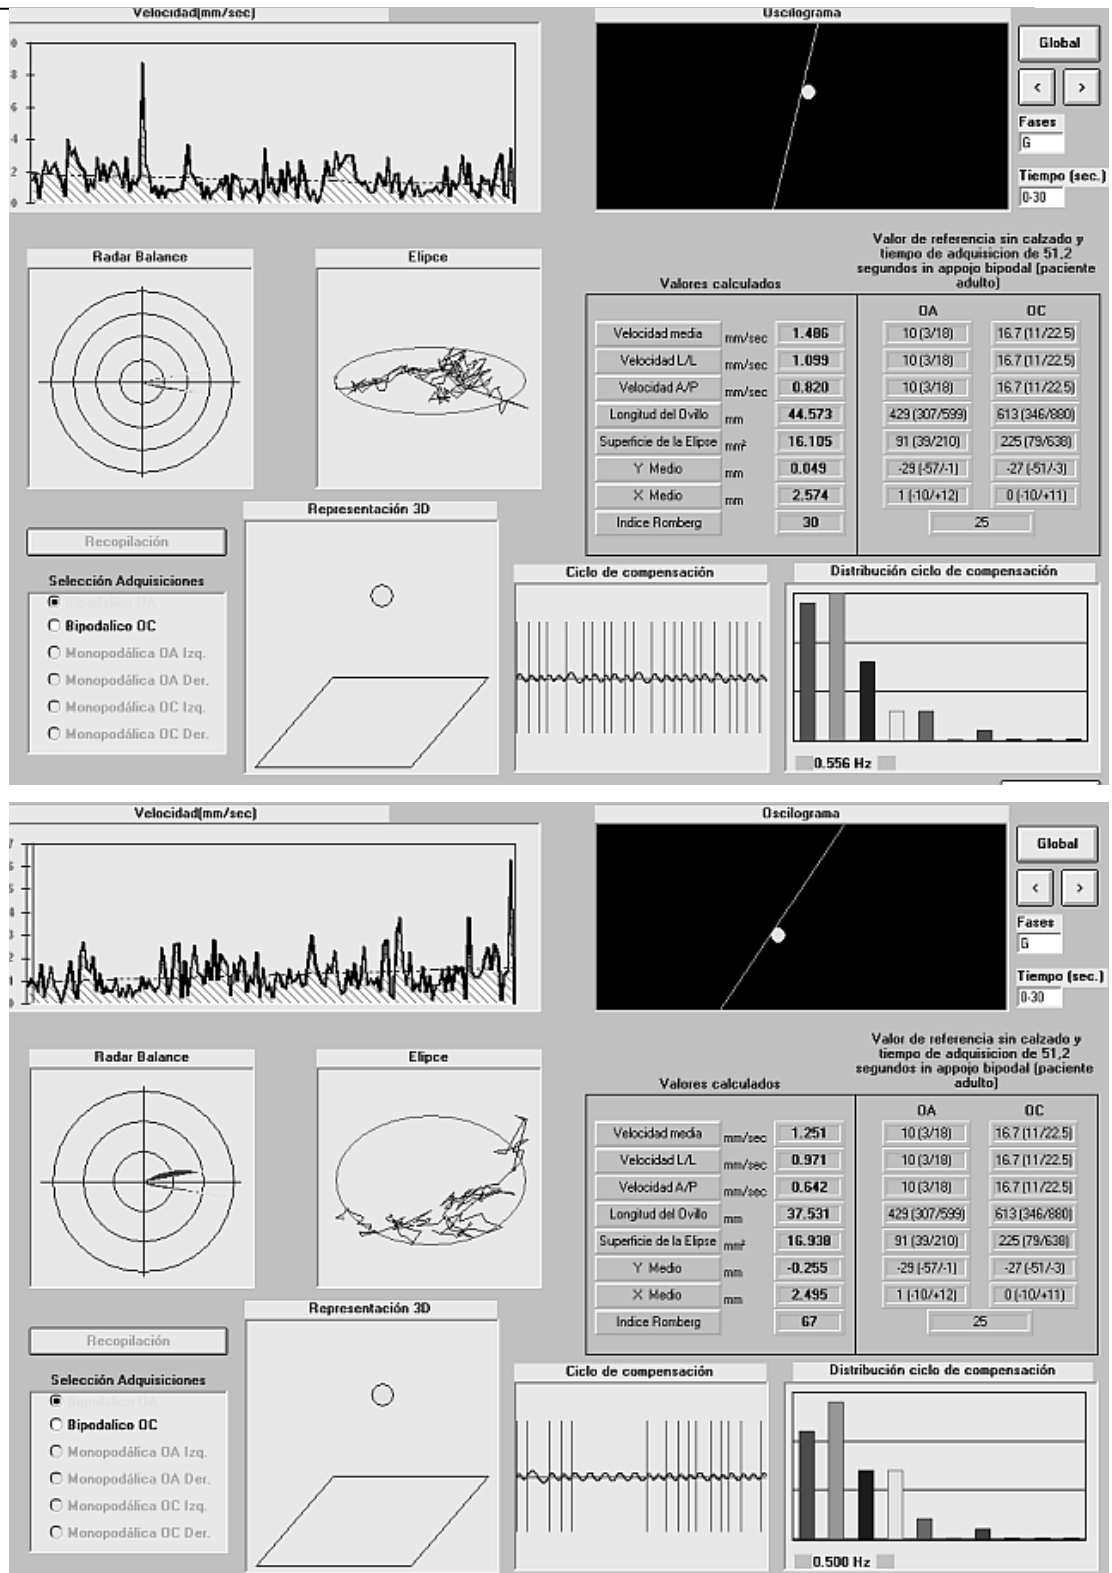 Velocidad(mm/sec)
Oscilograma
Global
< >
Fases
G
Tiempo (sec.)
0-30
8
6
4
2
0
Radar Balance
Elipce
Valores calculados
Valor de referencia sin calzado y
tiempo de adquisicion de 51,2
segundos in appojo bipodal (paciente
adulto)
OA OC
Velocidad media mm/sec 1.486 10 (3/18) 16.7 (11/22.5)
Velocidad L/L mm/sec 1.099 10 (3/18) 16.7 (11/22.5)
Velocidad A/P mm/sec 0.820 10 (3/18) 16.7 (11/22.5)
Longitud del Ovillo mm 44.573 429 (307/599) 613 (346/880)
Superficie de la Elipse mm² 16.105 91 (39/210) 225 (79/638)
Y Medio mm 0.049 -29 (-57/-1) -27 (-51/-3)
X Medio mm 2.574 1 (-10/+12) 0 (-10/+11)
Indice Romberg 30 25
Recopilación
Representación 3D
Selección Adquisiciones
Bipodalico OA
Bipodalico OC
Monopodálica OA Izq.
Monopodálica OA Der.
Monopodálica OC Izq.
Monopodálica OC Der.
Ciclo de compensación
Distribución ciclo de compensación
0.556 Hz
Velocidad(mm/sec)
Oscilograma
Global
< >
Fases
G
Tiempo (sec.)
0-30
Radar Balance
Elipce
Valores calculados
Valor de referencia sin calzado y
tiempo de adquisicion de 51,2
segundos in appojo bipodal (paciente
adulto)
OA OC
Velocidad media mm/sec 1.251 10 (3/18) 16.7 (11/22.5)
Velocidad L/L mm/sec 0.971 10 (3/18) 16.7 (11/22.5)
Velocidad A/P mm/sec 0.642 10 (3/18) 16.7 (11/22.5)
Longitud del Ovillo mm 37.531 429 (307/599) 613 (346/880)
Superficie de la Elipse mm² 16.938 91 (39/210) 225 (79/638)
Y Medio mm -0.255 -29 (-57/-1) -27 (-51/-3)
X Medio mm 2.495 1 (-10/+12) 0 (-10/+11)
Indice Romberg 67 25
Recopilación
Representación 3D
Selección Adquisiciones
Bipodalico OA
Bipodalico OC
Monopodálica OA Izq.
Monopodálica OA Der.
Monopodálica OC Izq.
Monopodálica OC Der.
Ciclo de compensación
Distribución ciclo de compensación
0.500 Hz